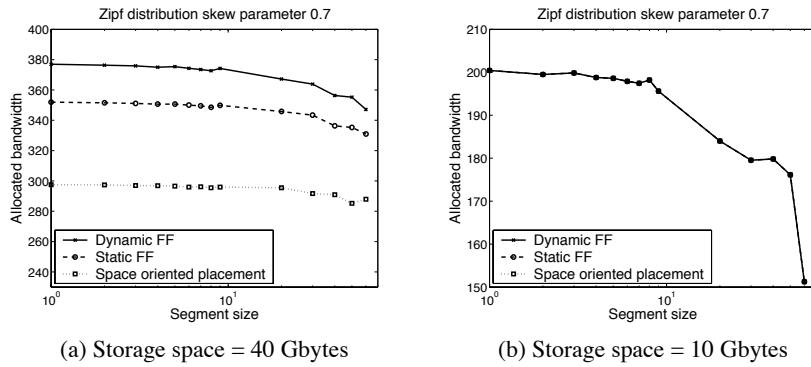 Zipf distribution skew parameter 0.7
400
380
360
340
320
300
280
260
240
Allocated bandwidth
Dynamic FF
Static FF
Space oriented placement
10^0
10^1
Segment size
(a) Storage space = 40 Gbytes
Zipf distribution skew parameter 0.7
210
200
190
180
170
160
150
Allocated bandwidth
Dynamic FF
Static FF
Space oriented placement
10^0
10^1
Segment size
(b) Storage space = 10 Gbytes